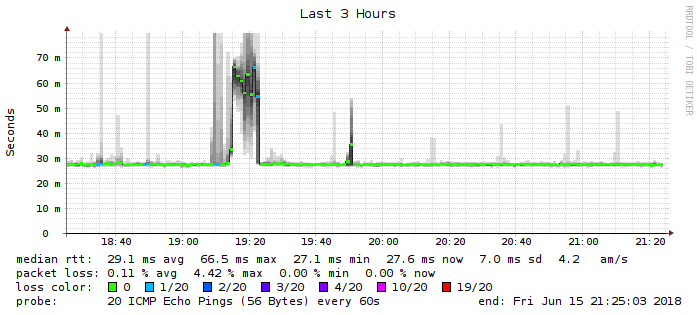 Last 3 Hours
RRDTOOL / TOBI OETIKER
Seconds
70 m
60 m
50 m
40 m
30 m
20 m
10 m
0
18:40 19:00 19:20 19:40 20:00 20:20 20:40 21:00 21:20
median rtt: 29.1 ms avg 66.5 ms max 27.1 ms min 27.6 ms now 7.0 ms sd 4.2 am/s
packet loss: 0.11 % avg 4.42 % max 0.00 % min 0.00 % now
loss color: 0 1/20 2/20 3/20 4/20 10/20 19/20
probe: 20 ICMP Echo Pings (56 Bytes) every 60s end: Fri Jun 15 21:25:03 2018